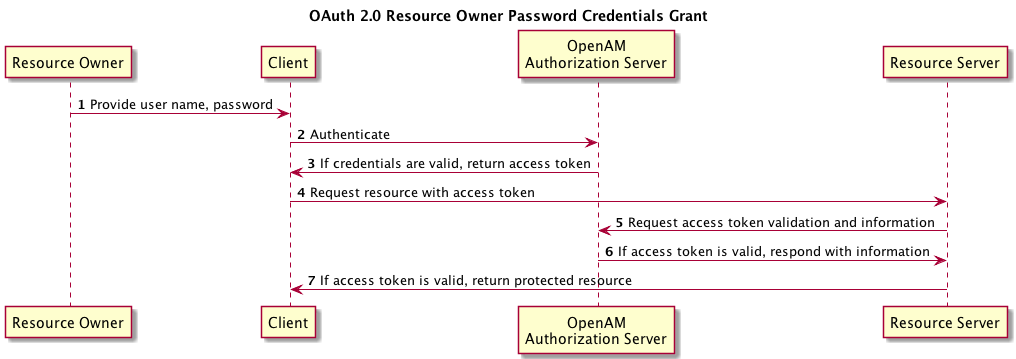 OAuth 2.0 Resource Owner Password Credentials Grant
Resource Owner
Client
OpenAM
Authorization Server
Resource Server
1 Provide user name, password
2 Authenticate
3 If credentials are valid, return access token
4 Request resource with access token
5 Request access token validation and information
6 If access token is valid, respond with information
7 If access token is valid, return protected resource
Resource Owner
Client
OpenAM
Authorization Server
Resource Server